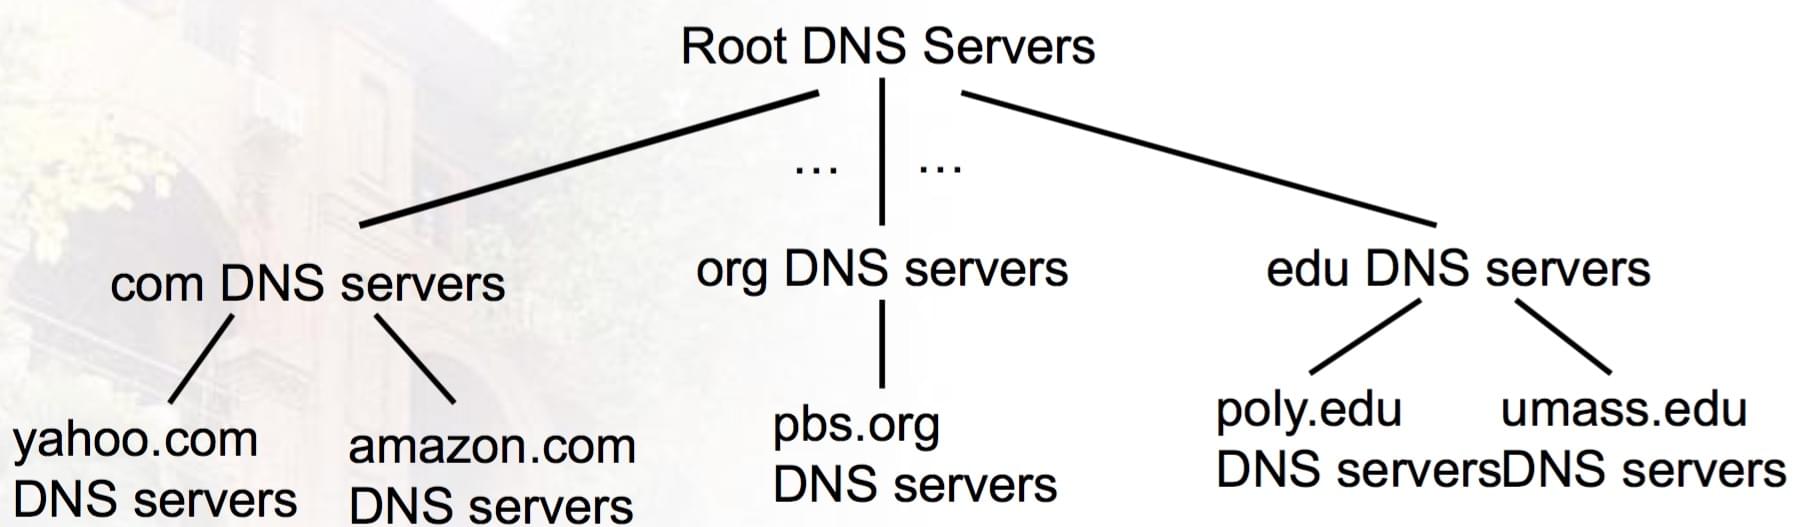 Root DNS Servers
... ...
com DNS servers
org DNS servers
edu DNS servers
yahoo.com
DNS servers
amazon.com
DNS servers
pbs.org
DNS servers
poly.edu
DNS servers
umass.edu
DNS servers